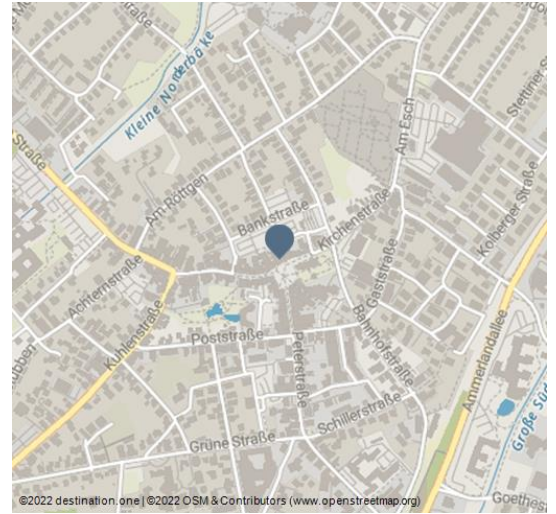 Straße
Stettiner
Kleine Norderbäke
Am Esch
Straße
Am Röttgen
Kolberger Straße
Bankstraße
Kirchenstraße
Achternstraße
Gaststraße
Kuhlenstraße
Bahnhofstraße
Poststraße
Peterstraße
Ammerlandallee
Schillerstraße
Große Süd
Grüne Straße
©2022 destination.one | ©2022 OSM & Contributors (www.openstreetmap.org)
Goethes